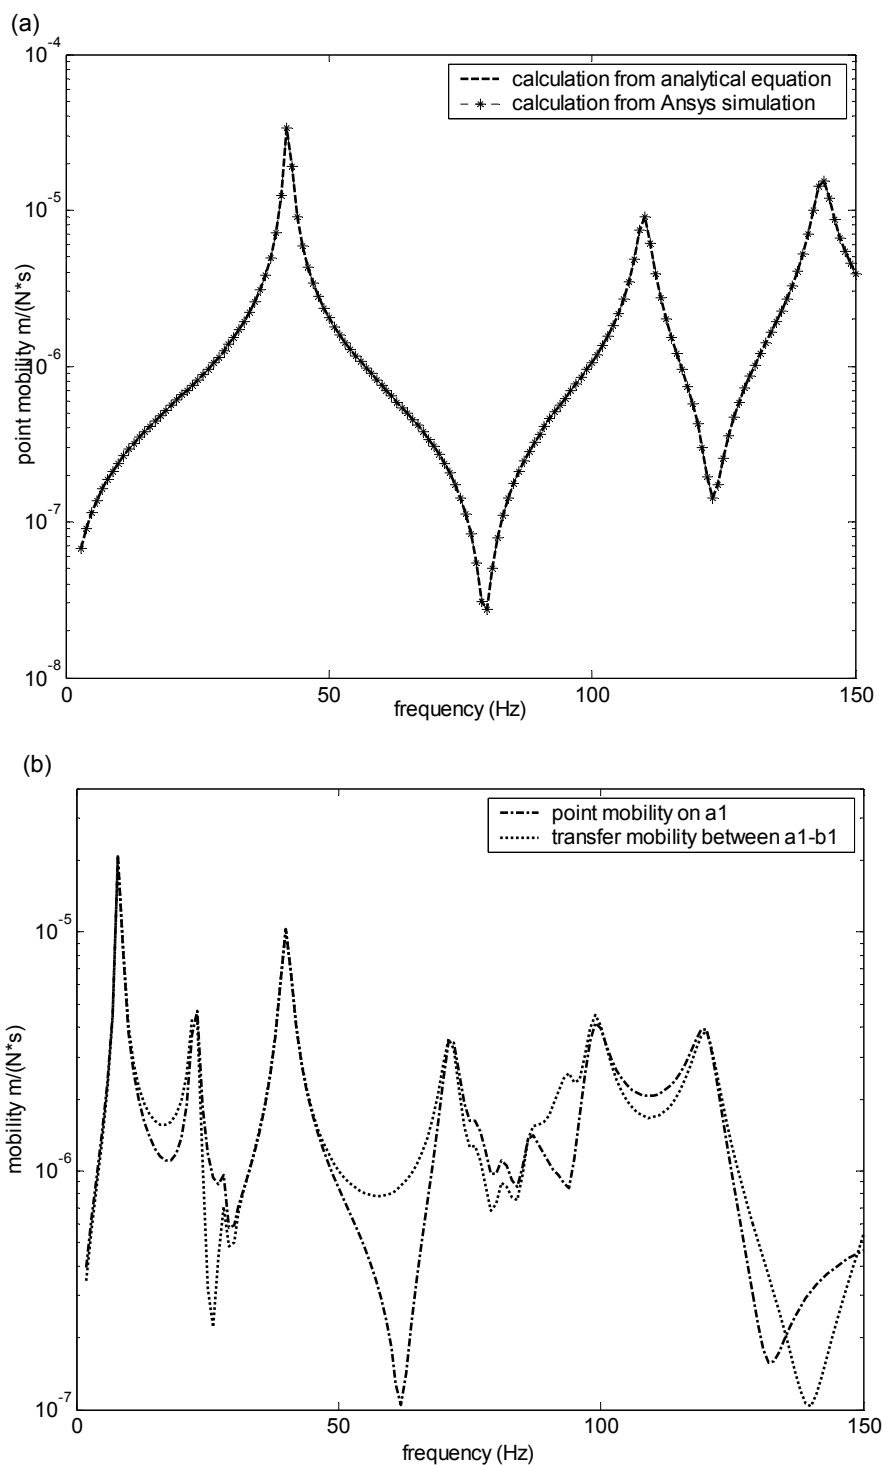 (a)
10-4
calculation from analytical equation
calculation from Ansys simulation
10-5
point mobility m/(N*s)
10-6
10-7
10-8
0
50
100
150
frequency (Hz)
(b)
point mobility on a1
transfer mobility between a1-b1
10-5
mobility m/(N*s)
10-6
10-7
0
50
100
150
frequency (Hz)